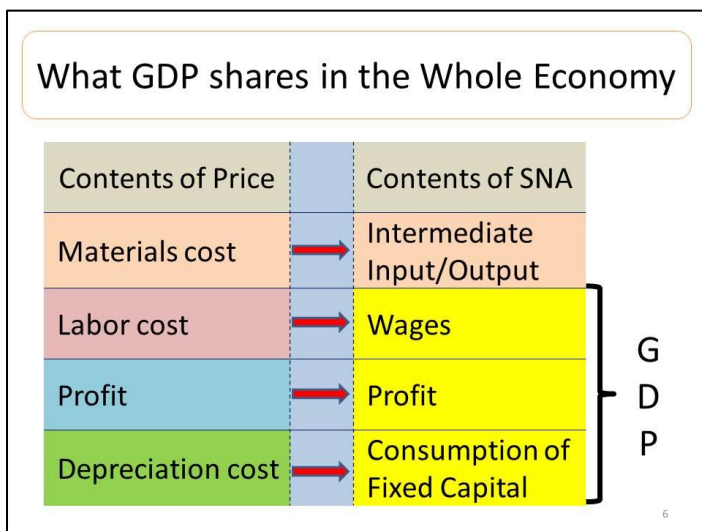 What GDP shares in the Whole Economy
Contents of Price
Contents of SNA
Materials cost
Intermediate
Input/Output
Labor cost
Wages
Profit
Profit
Depreciation cost
Consumption of
Fixed Capital
G
D
P
6